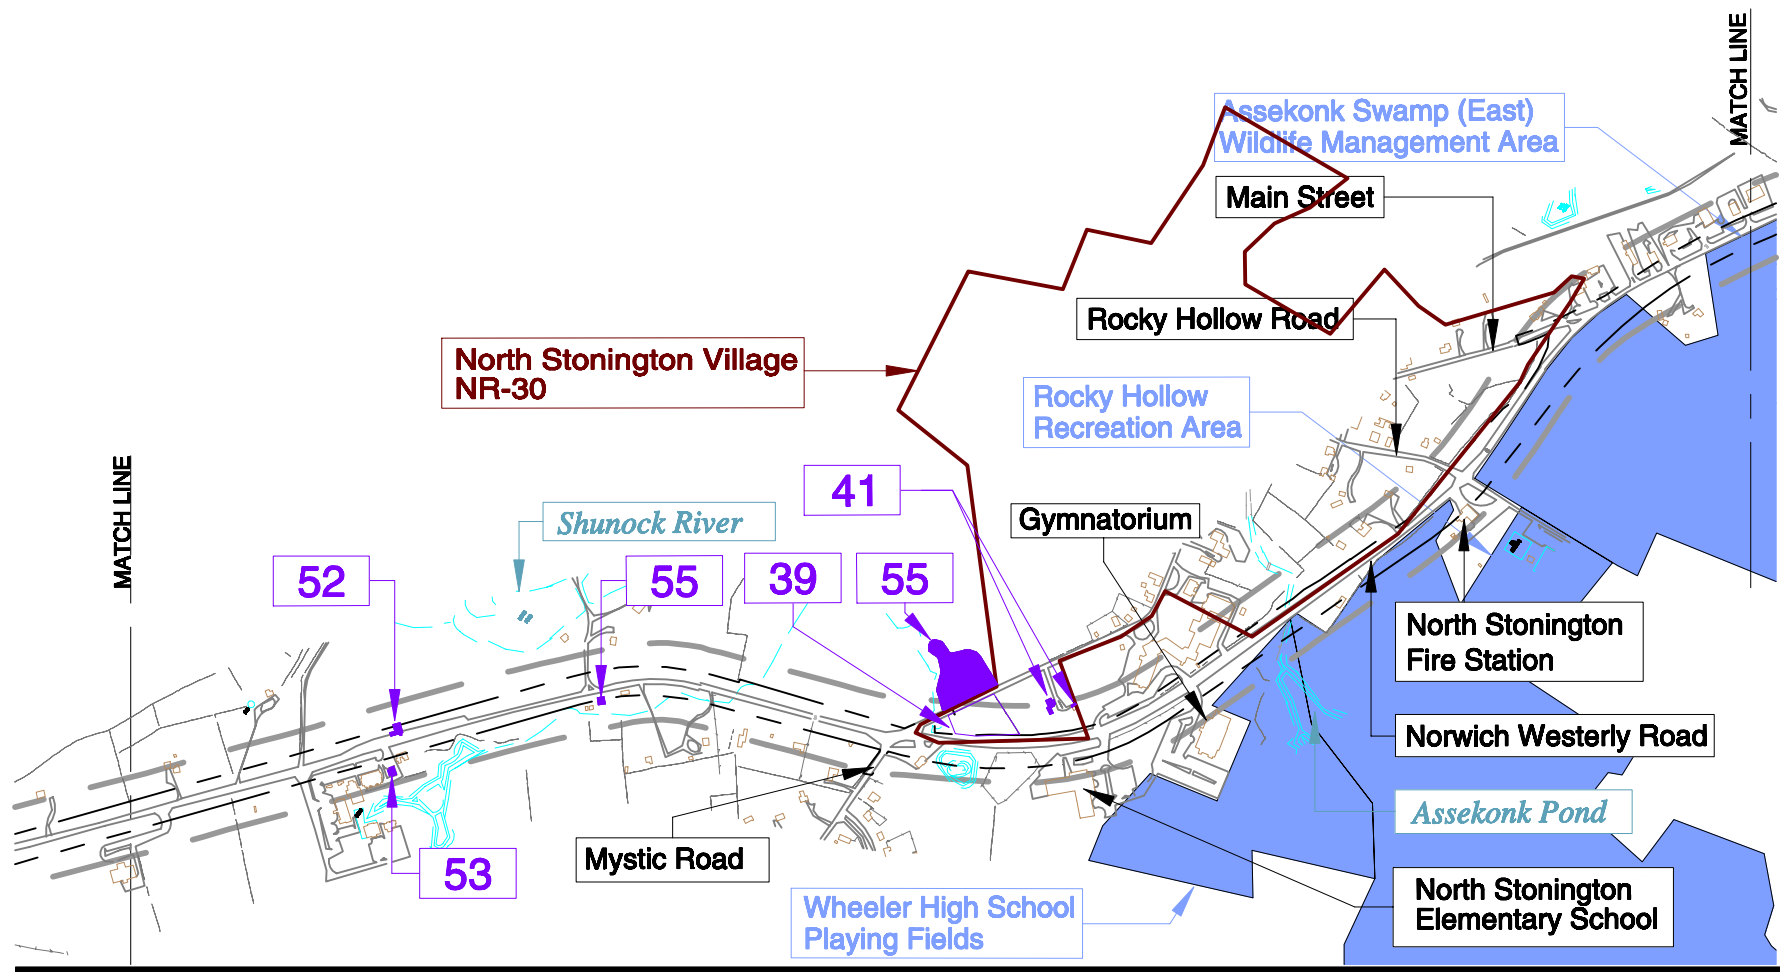 MATCH LINE
Assekonk Swamp (East)
Wildlife Management Area
Main Street
Rocky Hollow Road
North Stonington Village
NR-30
Rocky Hollow
Recreation Area
MATCH LINE
41
Gymnatorium
Shunock River
52
55
39
55
North Stonington
Fire Station
Norwich Westerly Road
Assekonk Pond
Mystic Road
53
North Stonington
Elementary School
Wheeler High School
Playing Fields